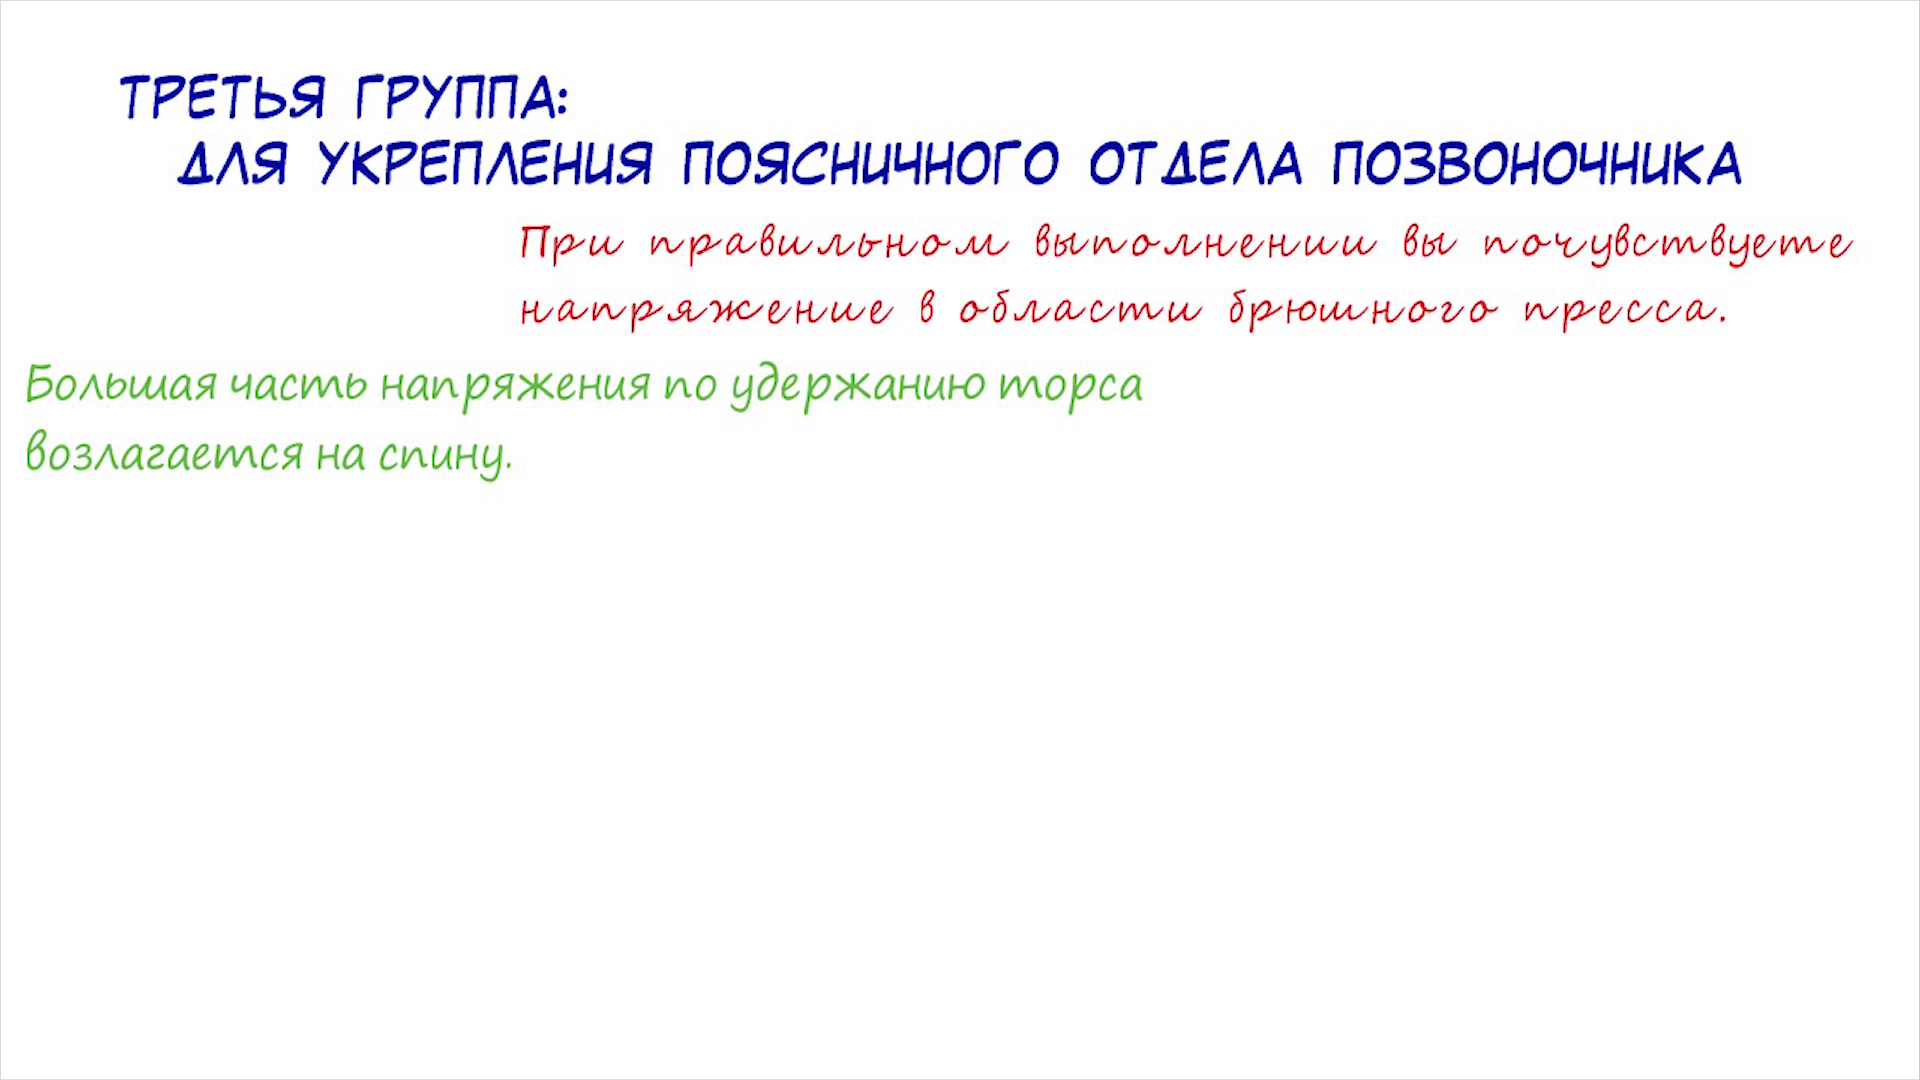 ТРЕТЬЯ ГРУППА:
ДЛЯ УКРЕПЛЕНИЯ ПОЯСНИЧНОГО ОТДЕЛА ПОЗВОНОЧНИКА
При правильном выполнении вы почувствуете
напряжение в области брюшного пресса.
Большая часть напряжения по удержанию торса
возлагается на спину.